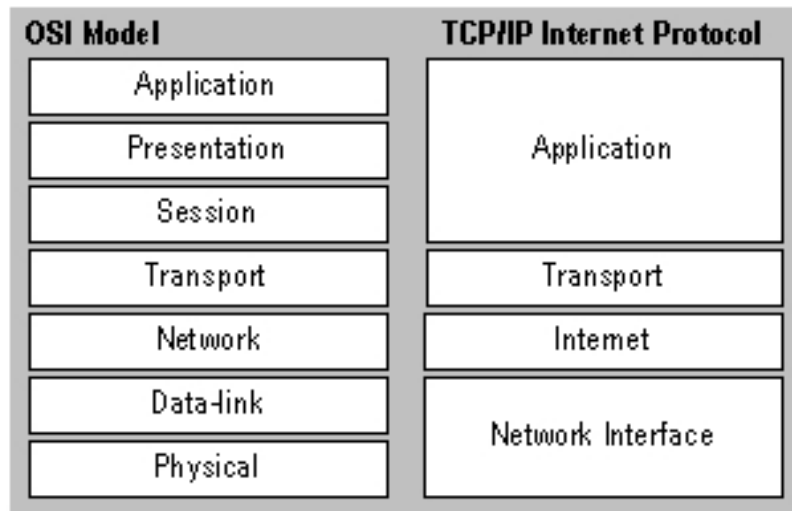 OSI Model
TCP/IP Internet Protocol
Application
Presentation
Session
Transport
Network
Data-link
Physical
Application
Transport
Internet
Network Interface